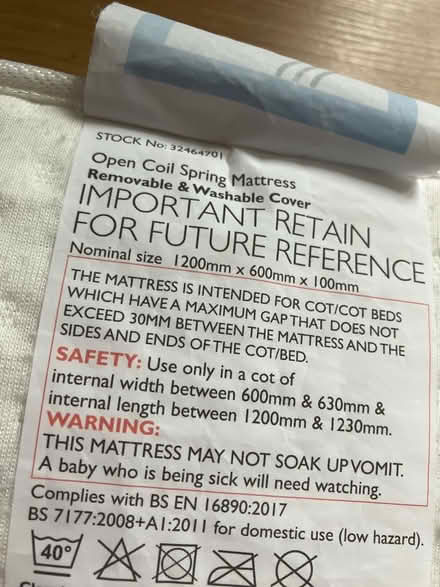 STOCK No: 32464701
Open Coil Spring Mattress
Removable & Washable Cover
IMPORTANT RETAIN
FOR FUTURE REFERENCE
Nominal size 1200mm x 600mm x 100mm
THE MATTRESS IS INTENDED FOR COT/COT BEDS
WHICH HAVE A MAXIMUM GAP THAT DOES NOT
EXCEED 30MM BETWEEN THE MATTRESS AND THE
SIDES AND ENDS OF THE COT/BED.
SAFETY: Use only in a cot of
internal width between 600mm & 630mm &
internal length between 1200mm & 1230mm.
WARNING:
THIS MATTRESS MAY NOT SOAK UP VOMIT.
A baby who is being sick will need watching.
Complies with BS EN 16890:2017
BS 7177:2008+A1:2011 for domestic use (low hazard).
40°